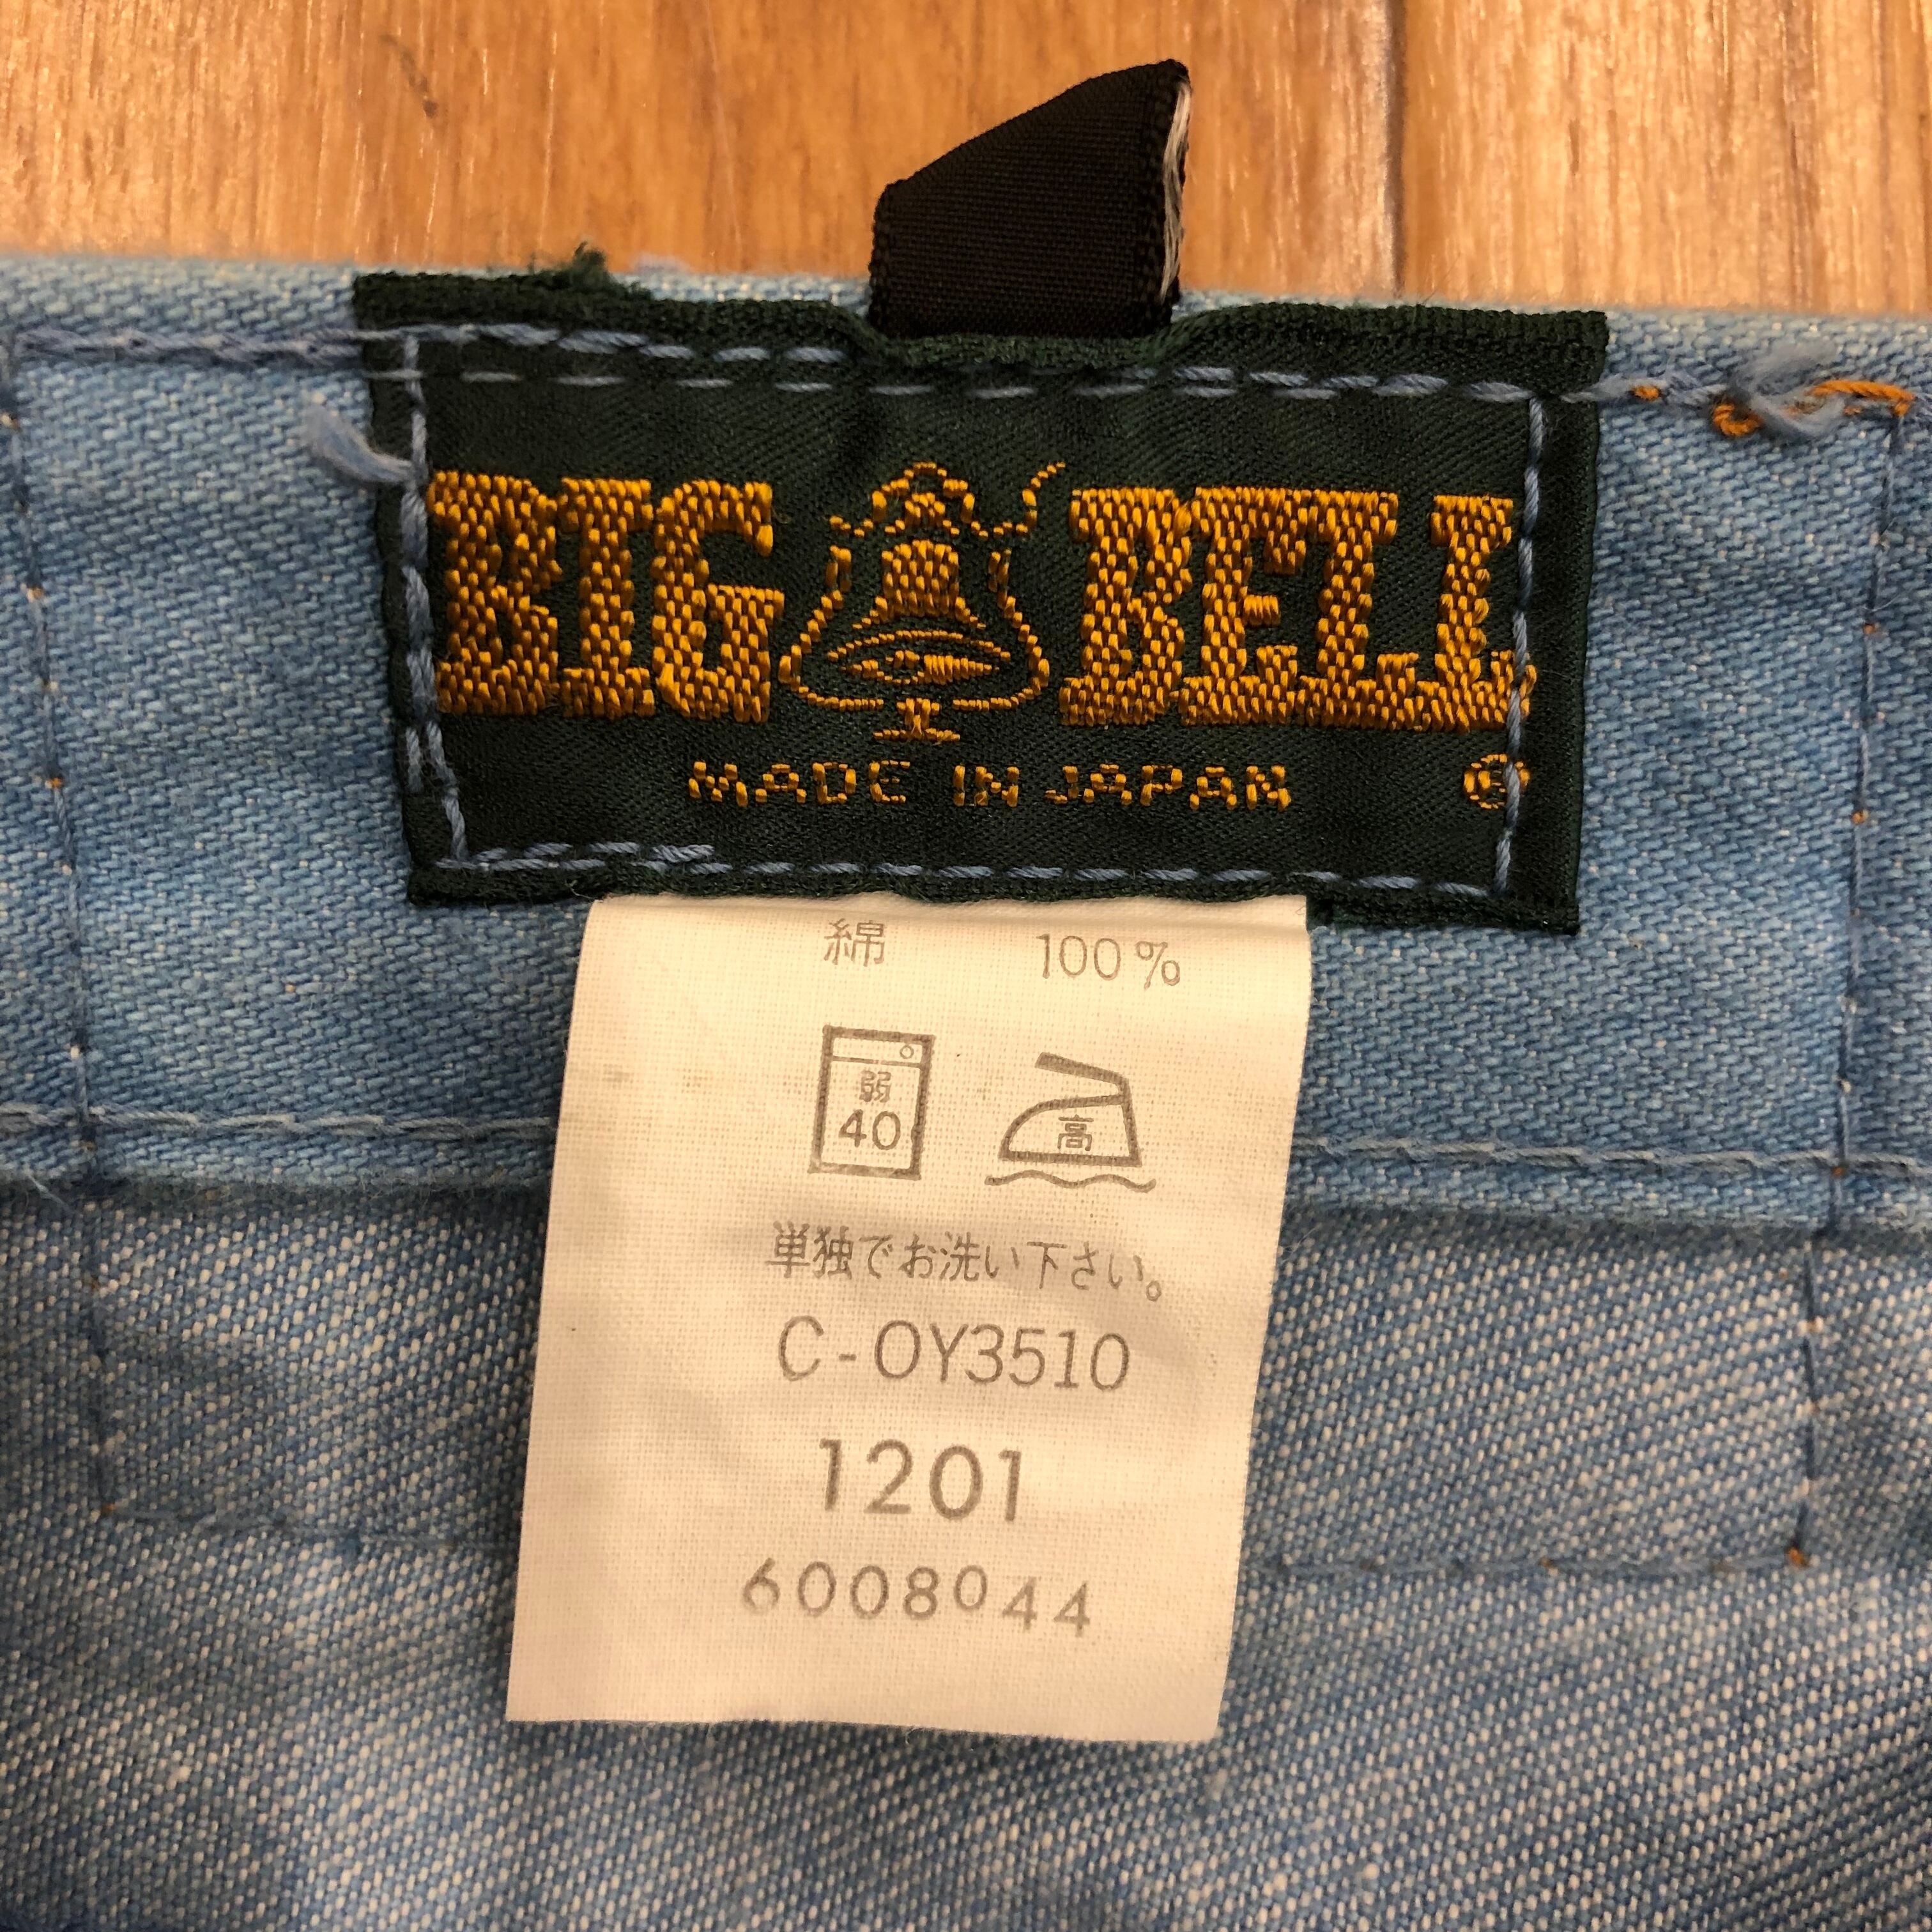 BIG BELL
MADE IN JAPAN
®
綿 100%
弱
40
高
単独でお洗い下さい。
C-OY3510
1201
6008044